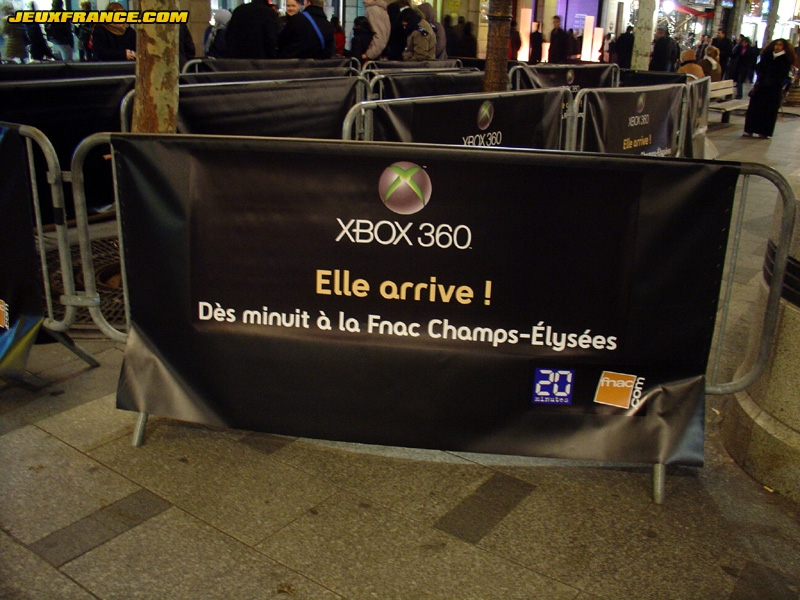 JEUXFRANCE.COM
XBOX 360
XBOX 360
Elle arrive !
XBOX 360
Elle arrive !
Dès minuit à la Fnac Champs-Élysées
20
minutes
fnac
.com